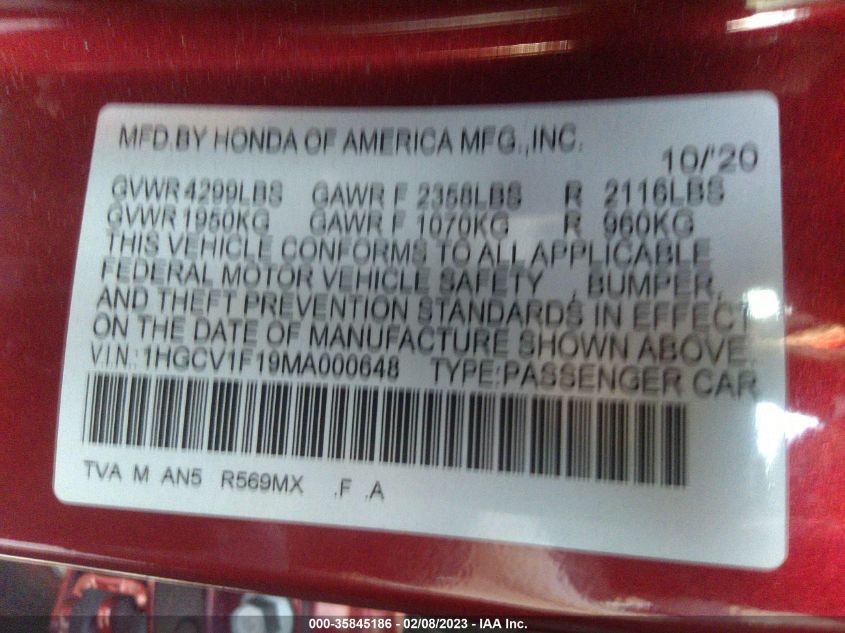 MFD.BY HONDA OF AMERICA MFG.,INC.
10/'20
GVWR 4299LBS GAWR F 2358LBS R 2116LBS
GVWR 1950KG GAWR F 1070KG R 960KG
THIS VEHICLE CONFORMS TO ALL APPLICABLE
FEDERAL MOTOR VEHICLE SAFETY , BUMPER,
AND THEFT PREVENTION STANDARDS IN EFFECT
ON THE DATE OF MANUFACTURE SHOWN ABOVE.
VIN: 1HGCV1F19MA000648 TYPE:PASSENGER CAR
TVA M AN5 R569MX .F .A
000-35845186 — 02/08/2023 — IAA Inc.